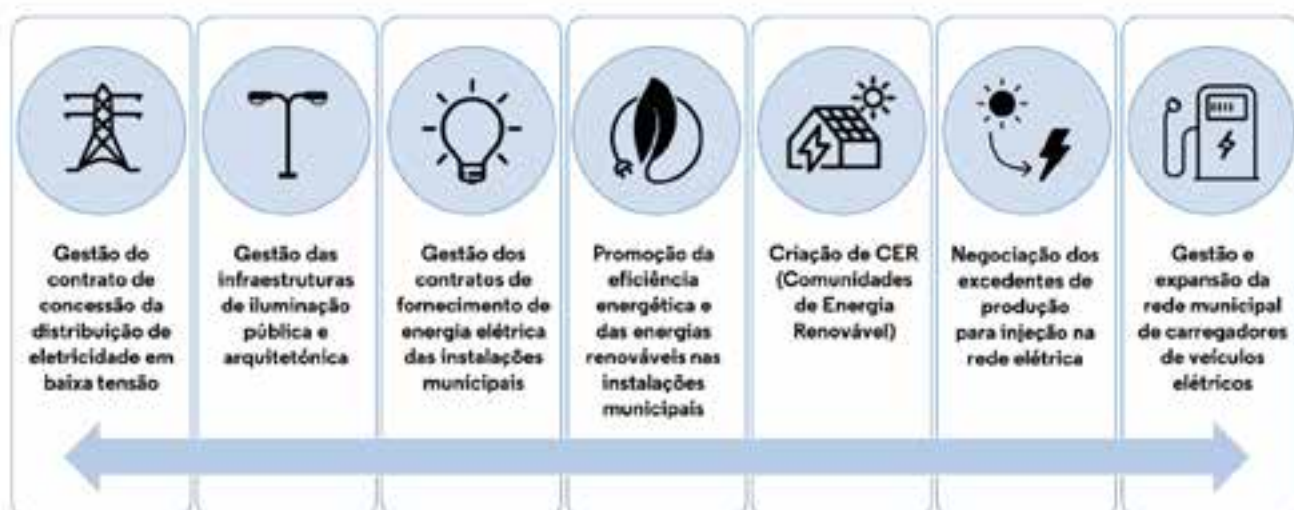 Gestão do
contrato de
concessão da
distribuição de
eletricidade em
baixa tensão
Gestão das
infraestruturas
de iluminação
pública e
arquitetónica
Gestão dos
contratos de
fornecimento de
energia elétrica
das instalações
municipais
Promoção da
eficiência
energética e
das energias
renováveis nas
instalações
municipais
Criação de CER
(Comunidades
de Energia
Renovável)
Negociação dos
excedentes de
produção
para injeção na
rede elétrica
Gestão e
expansão da
rede municipal
de carregadores
de veículos
elétricos